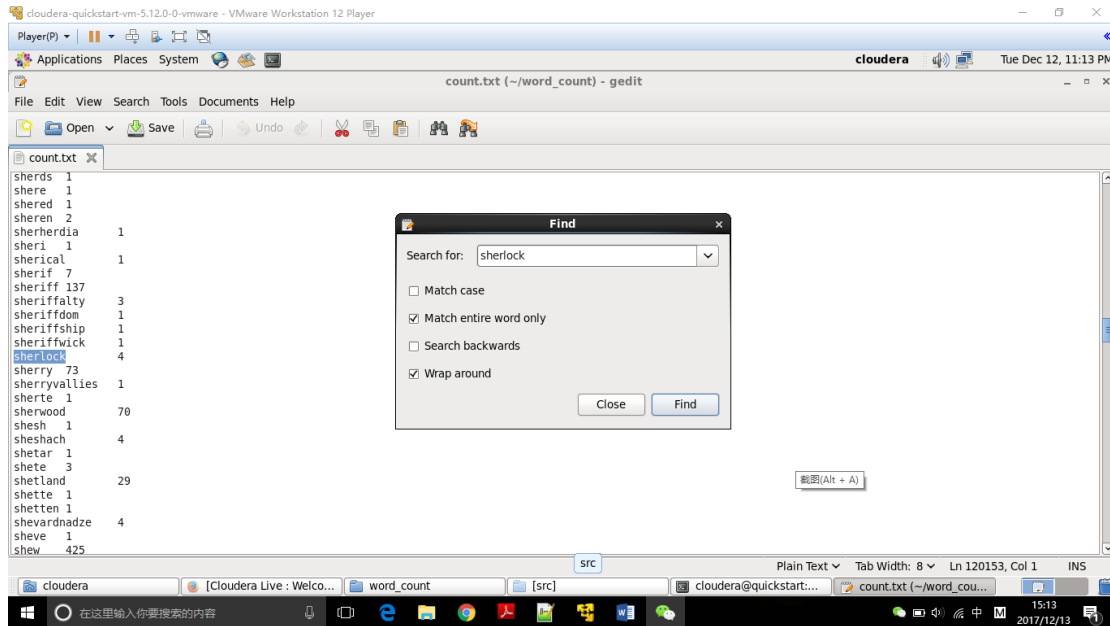 cloudera-quickstart-vm-5.12.0-0-vmware - VMware Workstation 12 Player
Player(P)
Applications Places System cloudera Tue Dec 12, 11:13 PM
count.txt (~/word_count) - gedit
File Edit View Search Tools Documents Help
Open Save Undo
count.txt
sherds 1
shere 1
shered 1
sheren 2
sherherdia 1
sheri 1
sherical 1
sherif 7
sheriff 137
sheriffalty 3
sheriffdom 1
sheriffship 1
sheriffwick 1
sherlock 4
sherry 73
sherryvallies 1
sherte 1
sherwood 70
shesh 1
sheshach 4
shetar 1
shete 3
shetland 29
shette 1
shetten 1
shevardnadze 4
sheve 1
shew 425
Find
Search for: sherlock
Match case
Match entire word only
Search backwards
Wrap around
Close Find
截图(Alt + A)
src
Plain Text Tab Width: 8 Ln 120153, Col 1 INS
cloudera [Cloudera Live : Welco... word_count [src] cloudera@quickstart:... count.txt (~/word_cou...
在这里输入你要搜索的内容 中 M 15:13
2017/12/13